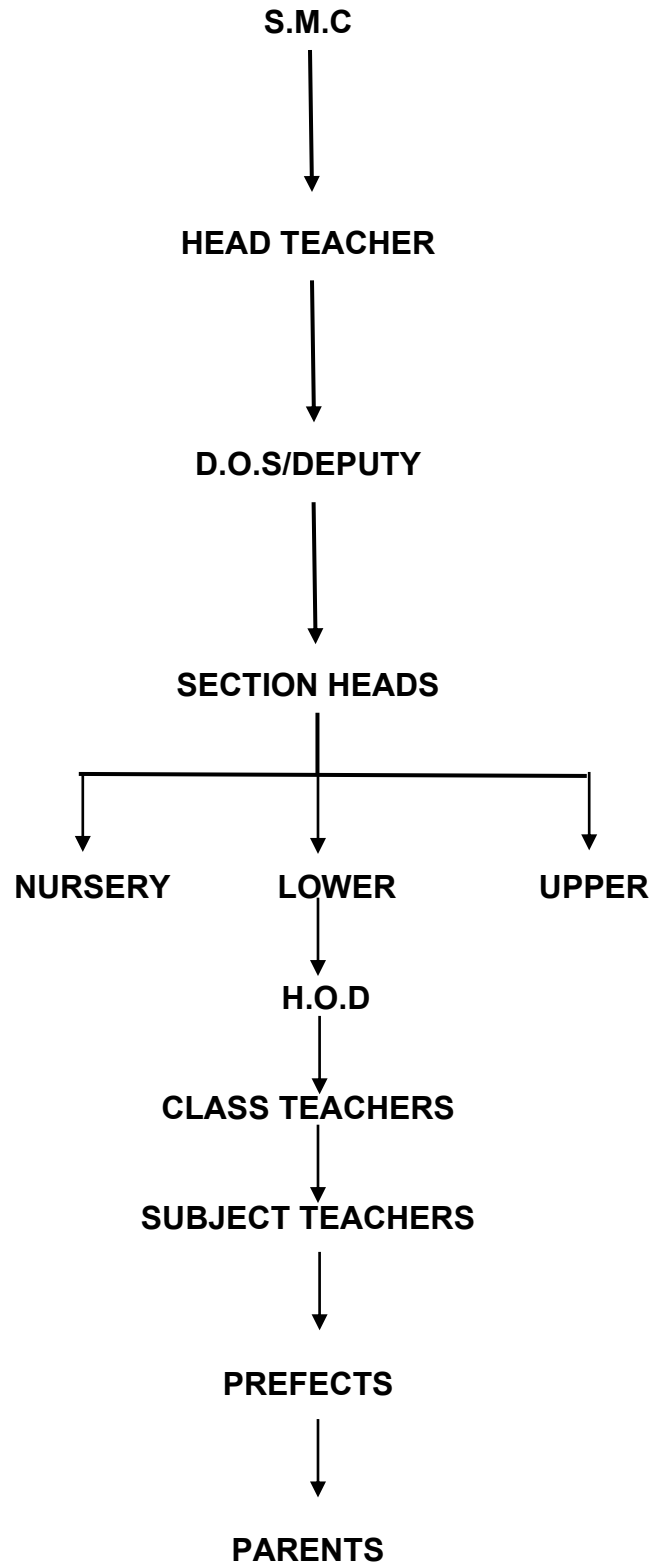 S.M.C
HEAD TEACHER
D.O.S/DEPUTY
SECTION HEADS
NURSERY LOWER UPPER
H.O.D
CLASS TEACHERS
SUBJECT TEACHERS
PREFECTS
PARENTS